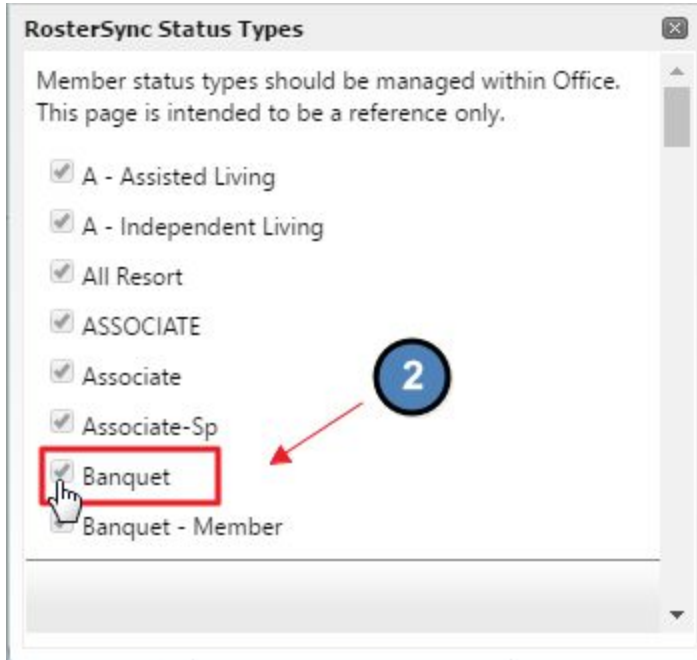 RosterSync Status Types
Member status types should be managed within Office.
This page is intended to be a reference only.
A - Assisted Living
A - Independent Living
All Resort
ASSOCIATE
Associate
2
Associate-Sp
Banquet
Banquet - Member